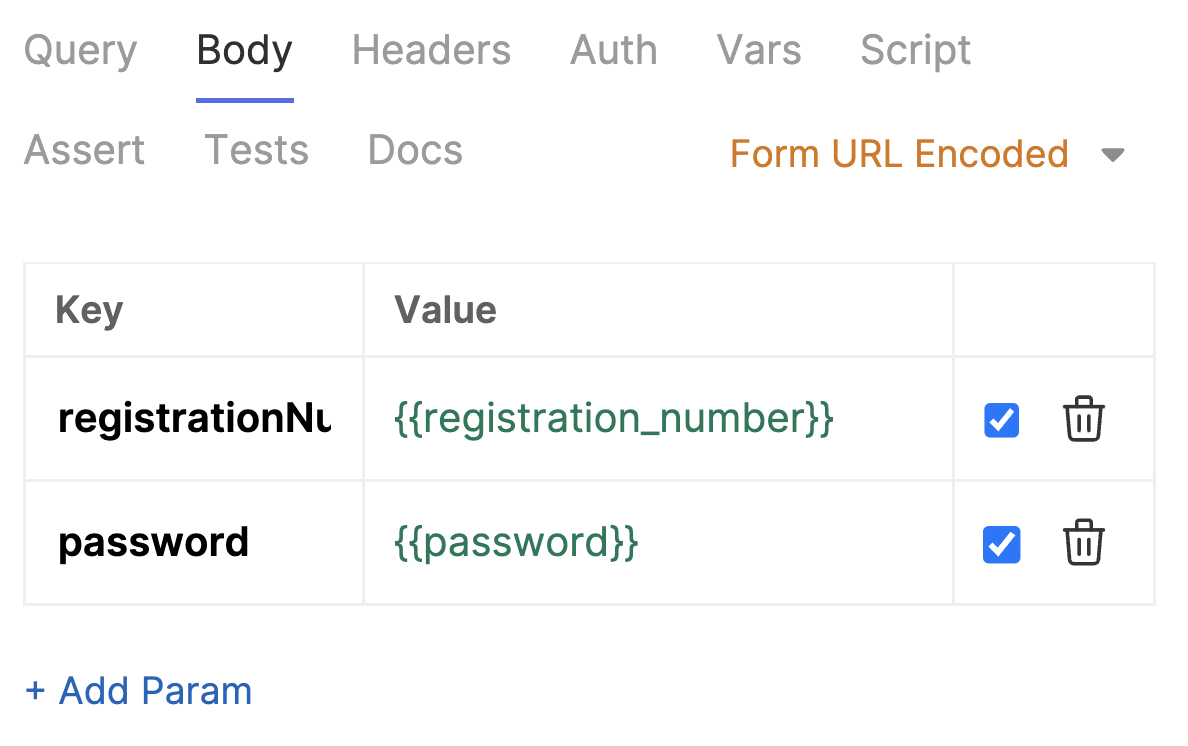 Query Body Headers Auth Vars Script
Assert Tests Docs Form URL Encoded
Key Value
registrationNu {{registration_number}}
password {{password}}
+ Add Param